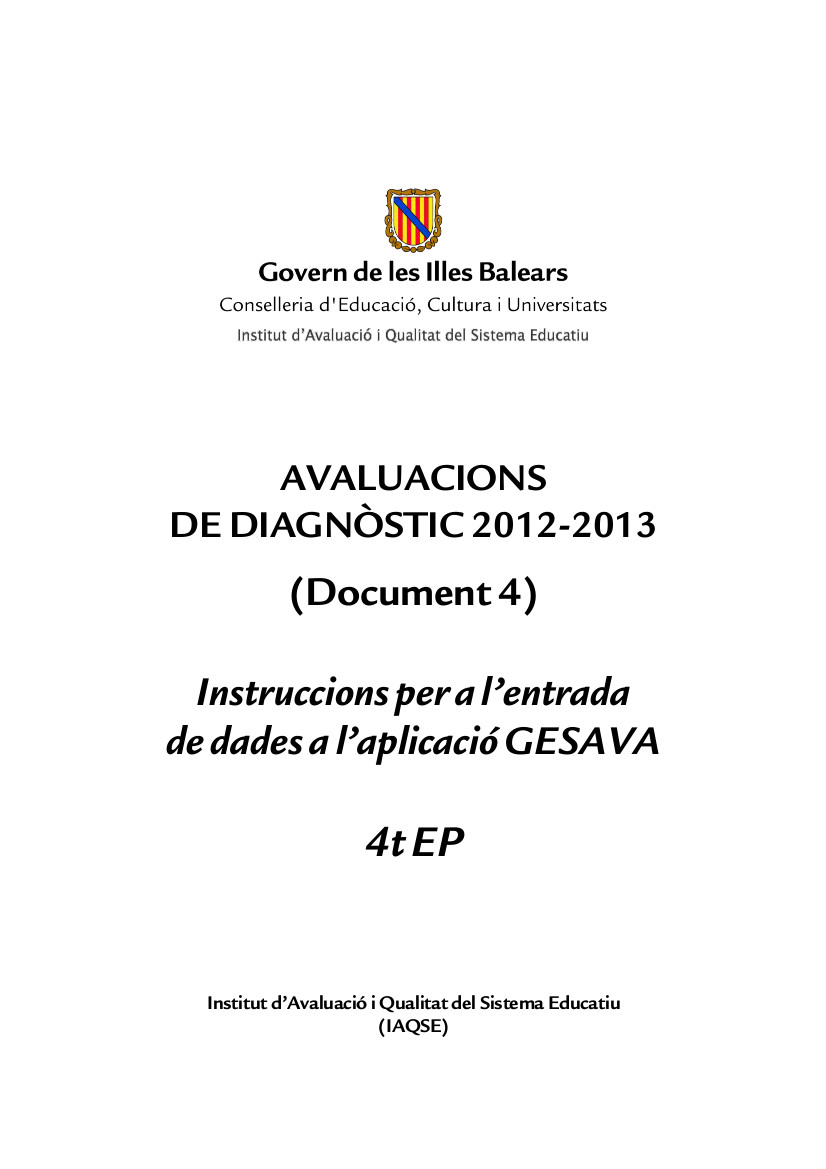 Govern de les Illes Balears
Conselleria d'Educació, Cultura i Universitats
Institut d'Avaluació i Qualitat del Sistema Educatiu
AVALUACIONS
DE DIAGNÒSTIC 2012-2013
(Document 4)
Instruccions per a l’entrada
de dades a l’aplicació GESAVA
4t EP
Institut d’Avaluació i Qualitat del Sistema Educatiu
(IAQSE)